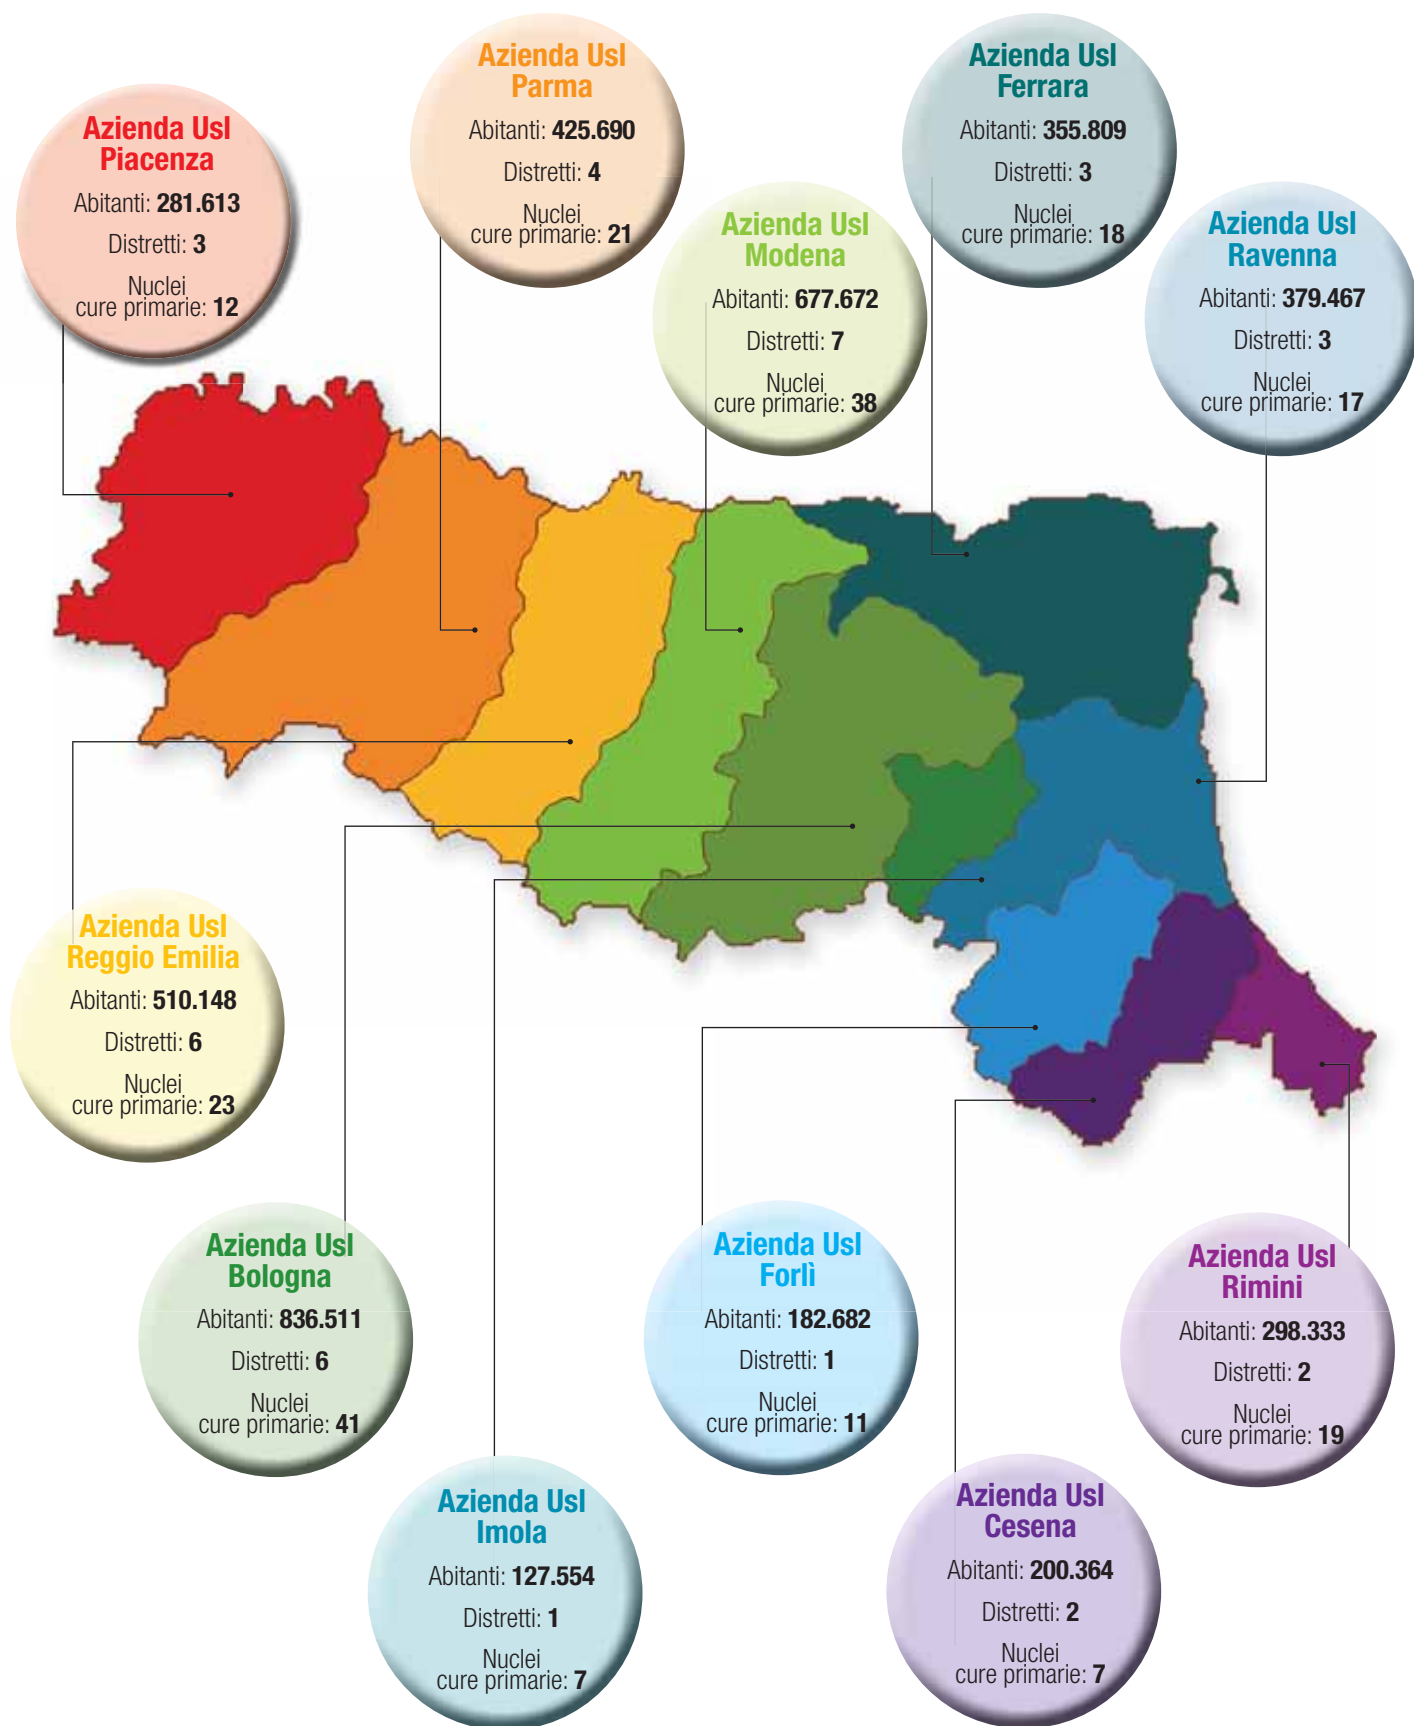 Azienda Usl
Piacenza
Abitanti: 281.613
Distretti: 3
Nuclei
cure primarie: 12
Azienda Usl
Parma
Abitanti: 425.690
Distretti: 4
Nuclei
cure primarie: 21
Azienda Usl
Modena
Abitanti: 677.672
Distretti: 7
Nuclei
cure primarie: 38
Azienda Usl
Ferrara
Abitanti: 355.809
Distretti: 3
Nuclei
cure primarie: 18
Azienda Usl
Ravenna
Abitanti: 379.467
Distretti: 3
Nuclei
cure primarie: 17
Azienda Usl
Reggio Emilia
Abitanti: 510.148
Distretti: 6
Nuclei
cure primarie: 23
Azienda Usl
Bologna
Abitanti: 836.511
Distretti: 6
Nuclei
cure primarie: 41
Azienda Usl
Imola
Abitanti: 127.554
Distretti: 1
Nuclei
cure primarie: 7
Azienda Usl
Forlì
Abitanti: 182.682
Distretti: 1
Nuclei
cure primarie: 11
Azienda Usl
Cesena
Abitanti: 200.364
Distretti: 2
Nuclei
cure primarie: 7
Azienda Usl
Rimini
Abitanti: 298.333
Distretti: 2
Nuclei
cure primarie: 19